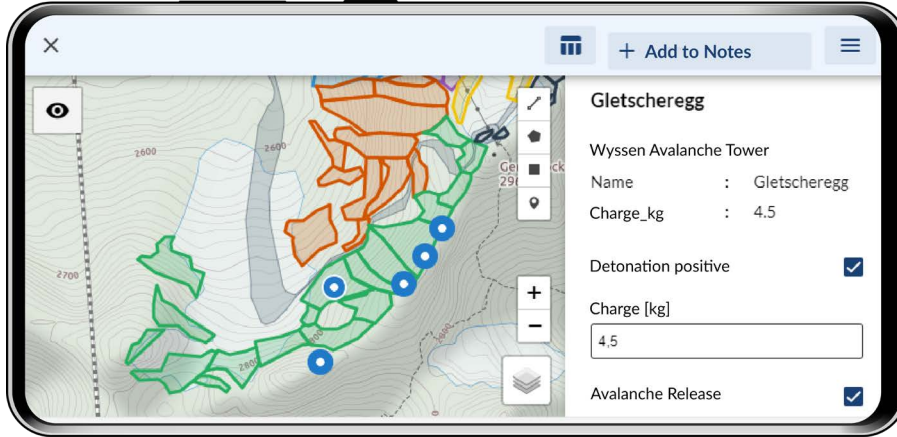 + Add to Notes
Gletscheregg
Wyssen Avalanche Tower
Name : Gletscheregg
Charge_kg : 4.5
Detonation positive
Charge [kg]
4,5
Avalanche Release
2600
2600
2700
2800